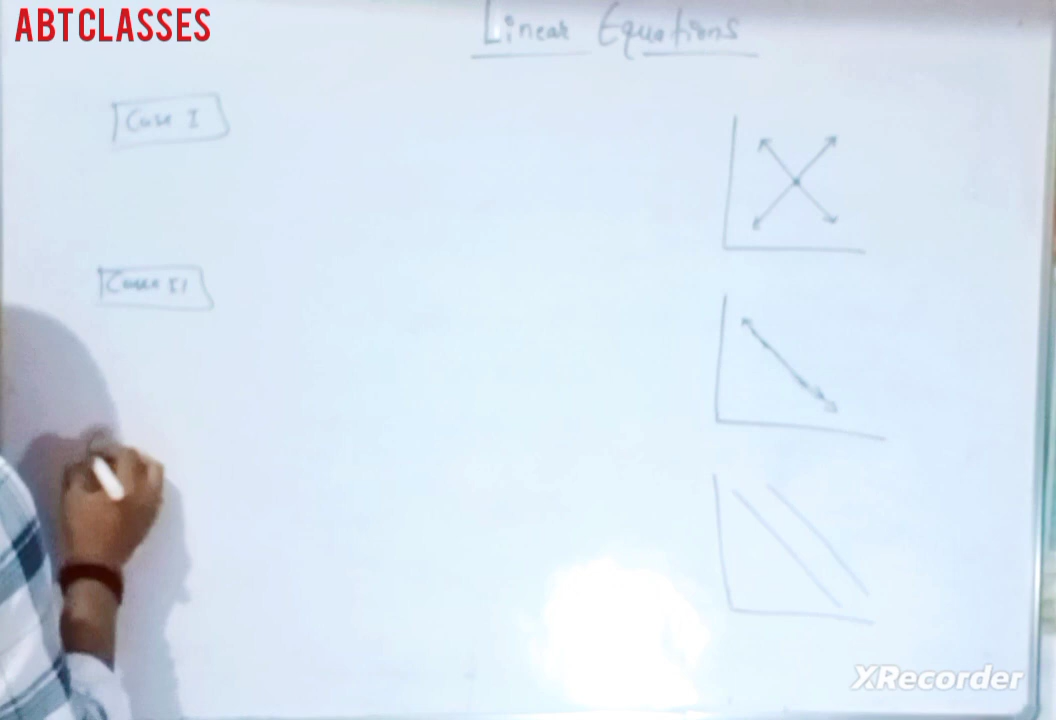 ABTCLASSES
Linear Equations
Case I
Case II
XRecorder